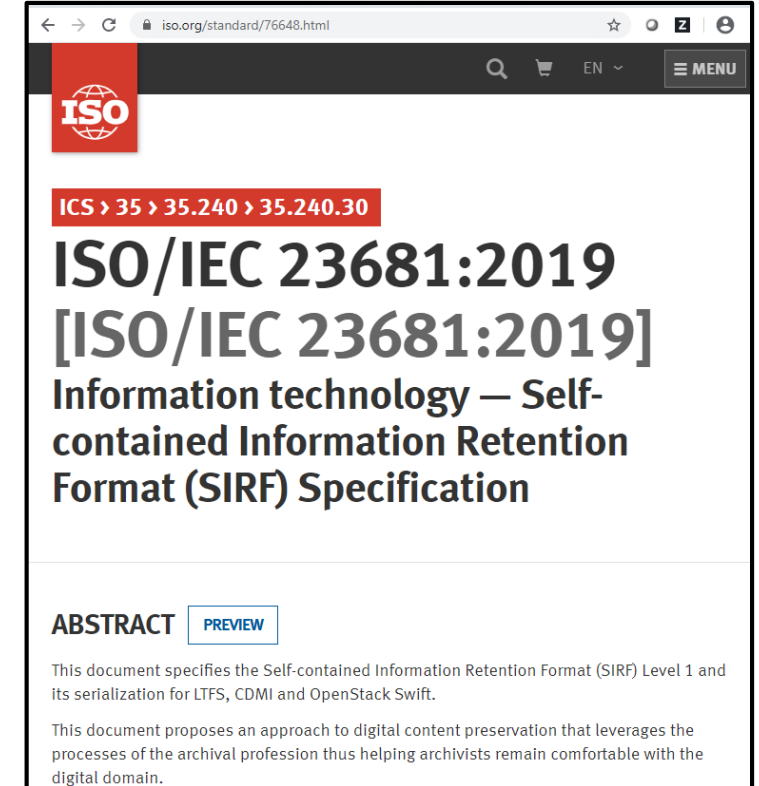 iso.org/standard/76648.html
Z
EN
MENU
ISO
ICS › 35 › 35.240 › 35.240.30
ISO/IEC 23681:2019
[ISO/IEC 23681:2019]
Information technology — Self-
contained Information Retention
Format (SIRF) Specification
ABSTRACT PREVIEW
This document specifies the Self-contained Information Retention Format (SIRF) Level 1 and
its serialization for LTFS, CDMI and OpenStack Swift.
This document proposes an approach to digital content preservation that leverages the
processes of the archival profession thus helping archivists remain comfortable with the
digital domain.